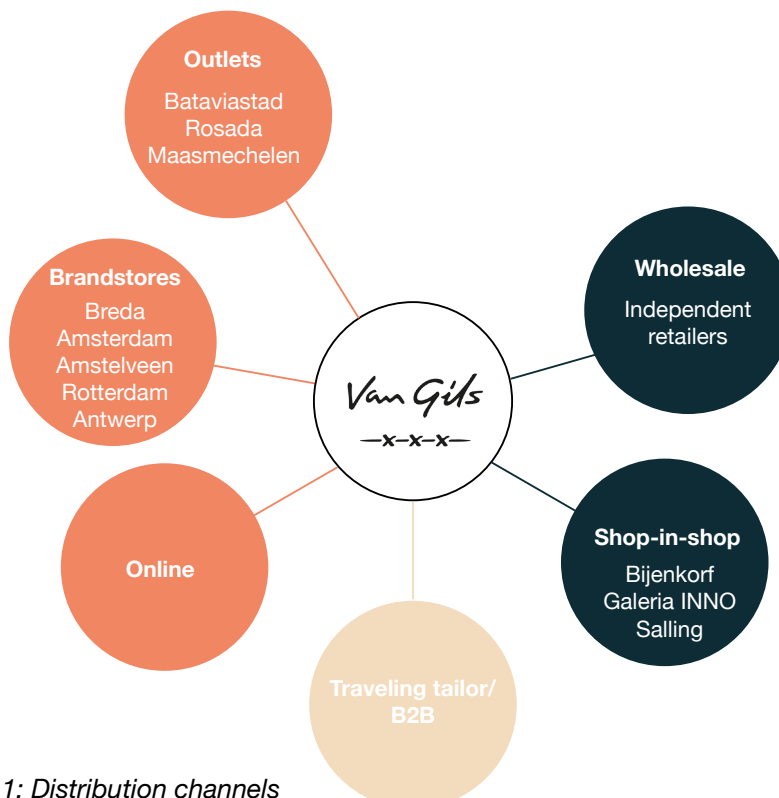 Outlets
Bataviastad
Rosada
Maasmechelen
Brandstores
Breda
Amsterdam
Amstelveen
Rotterdam
Antwerp
Online
Van Gils
x-x-x
Wholesale
Independent
retailers
Shop-in-shop
Bijenkorf
Galeria INNO
Salling
Traveling tailor/
B2B
1: Distribution channels